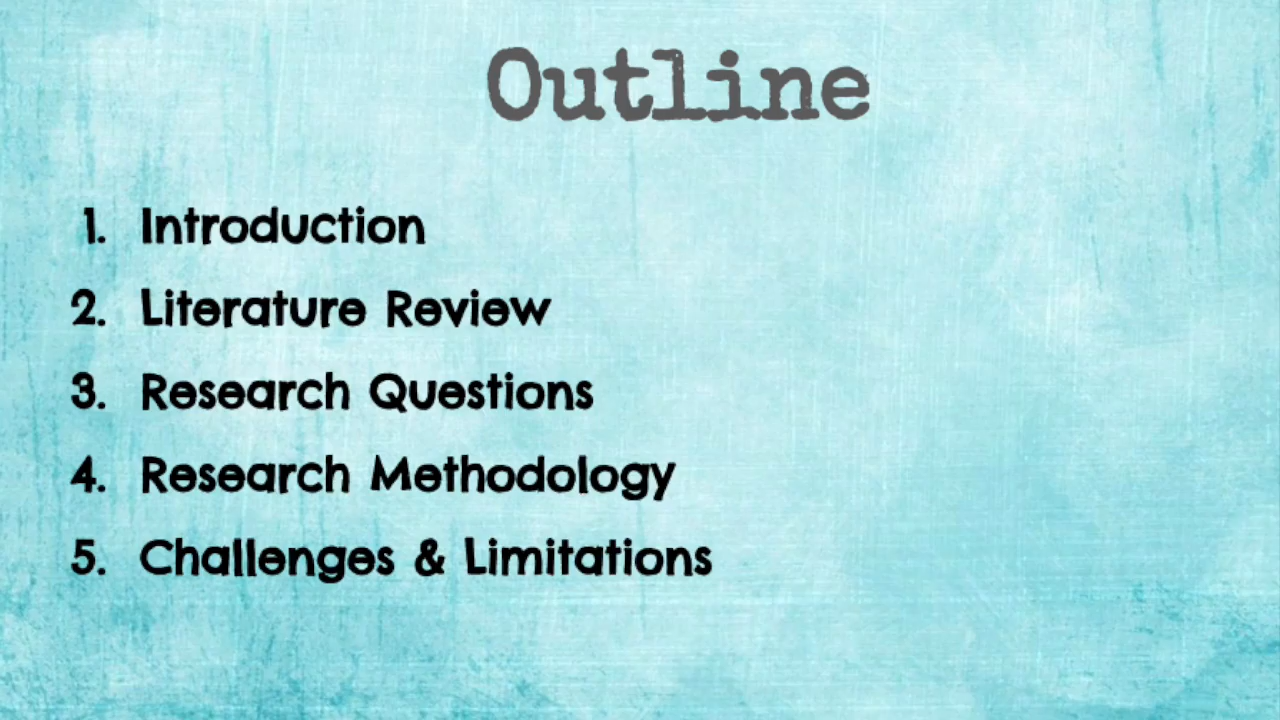 Outline
1. Introduction
2. Literature Review
3. Research Questions
4. Research Methodology
5. Challenges & Limitations